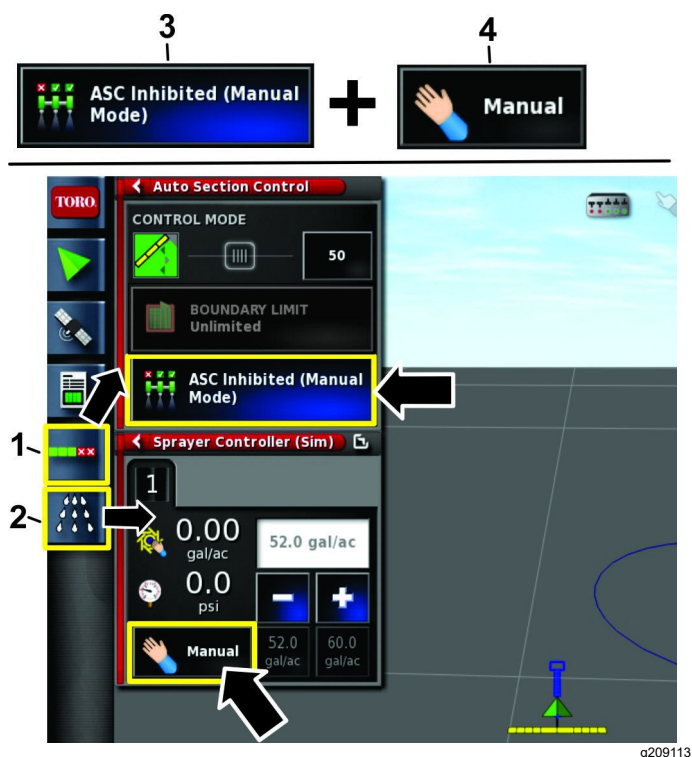 3
4
ASC Inhibited (Manual
Mode)
Manual
TORO.
Auto Section Control
CONTROL MODE
50
BOUNDARY LIMIT
Unlimited
ASC Inhibited (Manual
Mode)
1
Sprayer Controller (Sim)
2
1
0.00
gal/ac
52.0 gal/ac
0.0
psi
Manual
52.0
gal/ac
60.0
gal/ac
g209113